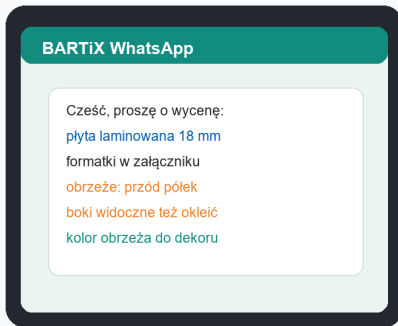 BARTiX WhatsApp
Cześć, proszę o wycenę:
płyta laminowana 18 mm
formatki w załączniku
obrzeże: przód półek
boki widoczne też okleić
kolor obrzeża do dekoru